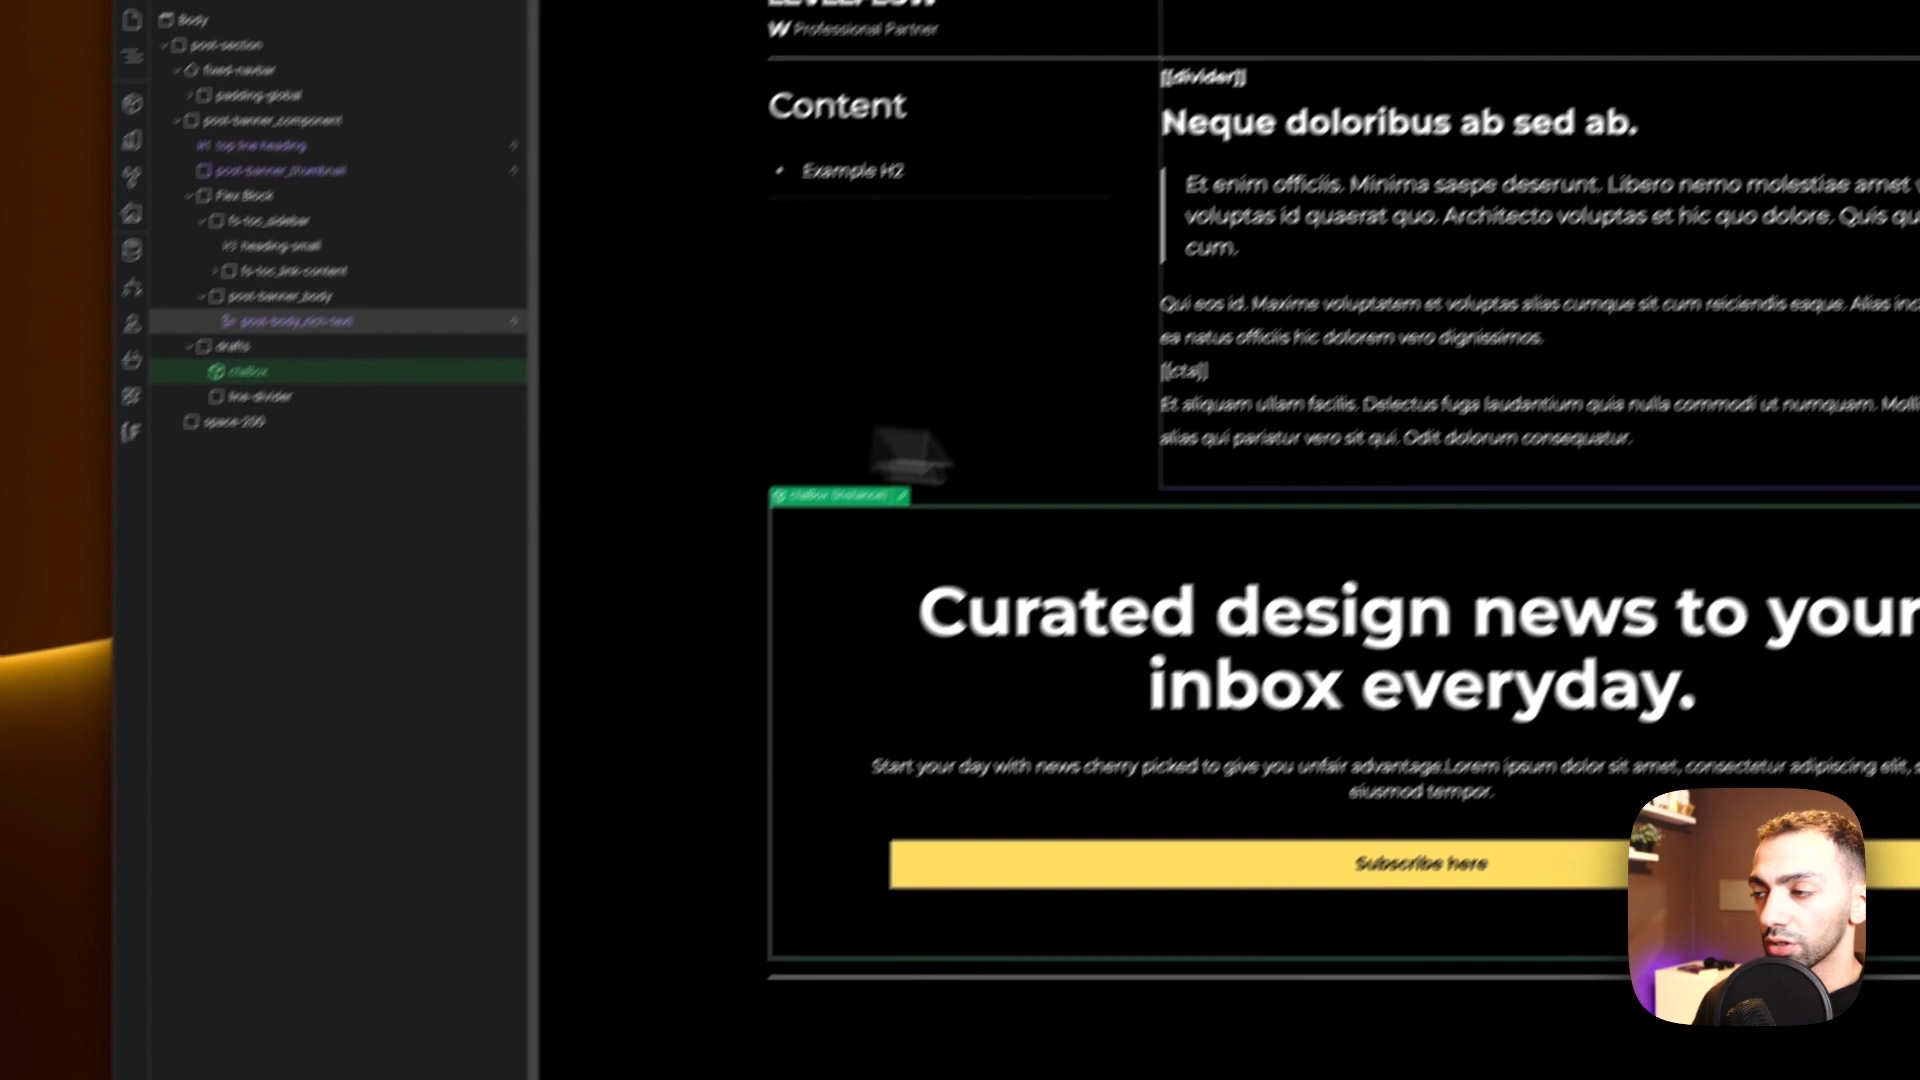 Body
post-section
fixed-navbar
padding-global
post-banner_component
H1 top line heading
post-banner_thumbnail
Flex Block
fs-toc_sidebar
H3 heading-small
fs-toc_link-content
post-banner_body
post-body_rich-text
drafts
ctaBox
line-divider
space-200
Professional Partner
Content
Example H2
[[divider]]
Neque doloribus ab sed ab.
Et enim officiis. Minima saepe deserunt. Libero nemo molestiae amet
voluptas id quaerat quo. Architecto voluptas et hic quo dolore. Quis
cum.
Qui eos id. Maxime voluptatem et voluptas alias cumque sit cum reiciendis eaque. Alias
ea natus officiis hic dolorem vero dignissimos.
[[cta]]
Et aliquam ullam facilis. Delectus fuga laudantium quia nulla commodi ut numquam.
alias qui pariatur vero sit qui. Odit dolorum consequatur.
ctaBox (Instance)
Curated design news to your
inbox everyday.
Start your day with news cherry picked to give you unfair advantage.Lorem ipsum dolor sit amet, consectetur adipiscing elit,
eiusmod tempor.
Subscribe here